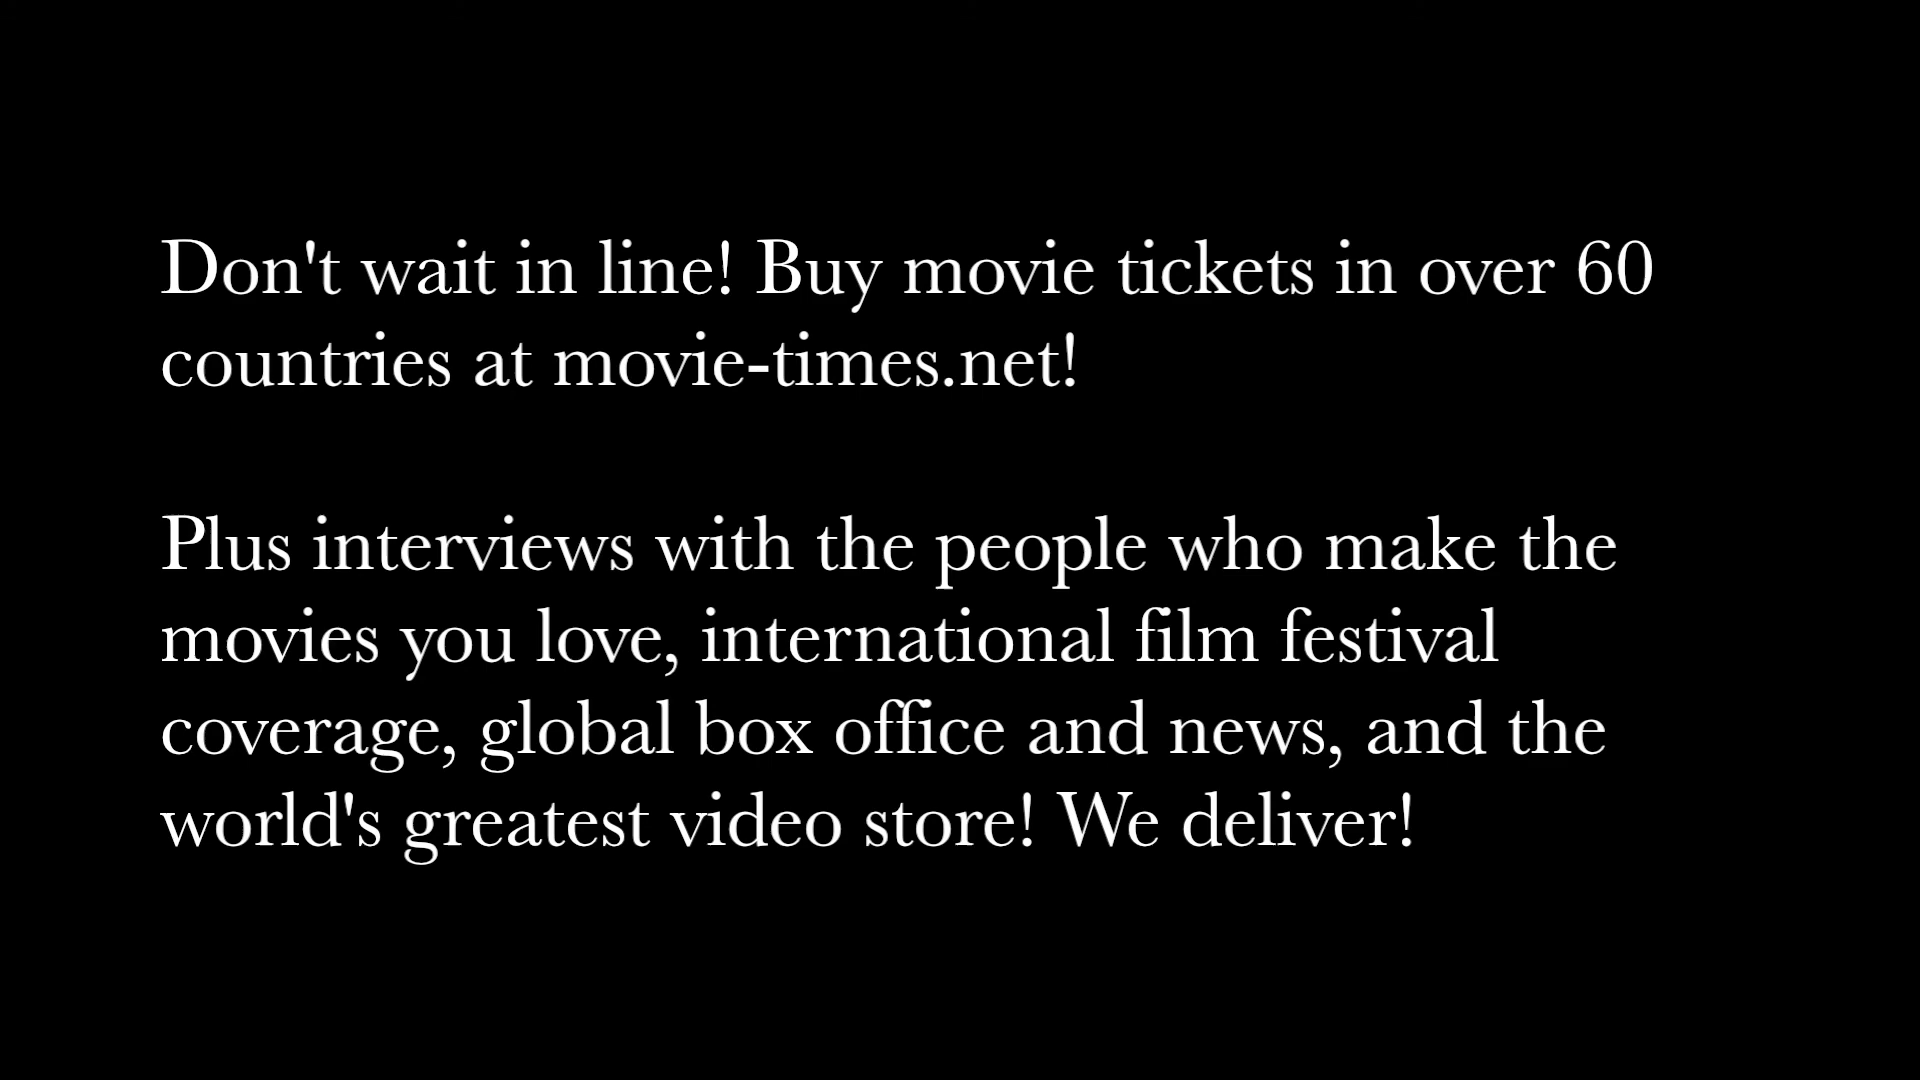 Don't wait in line! Buy movie tickets in over 60
countries at movie-times.net!
Plus interviews with the people who make the
movies you love, international film festival
coverage, global box office and news, and the
world's greatest video store! We deliver!